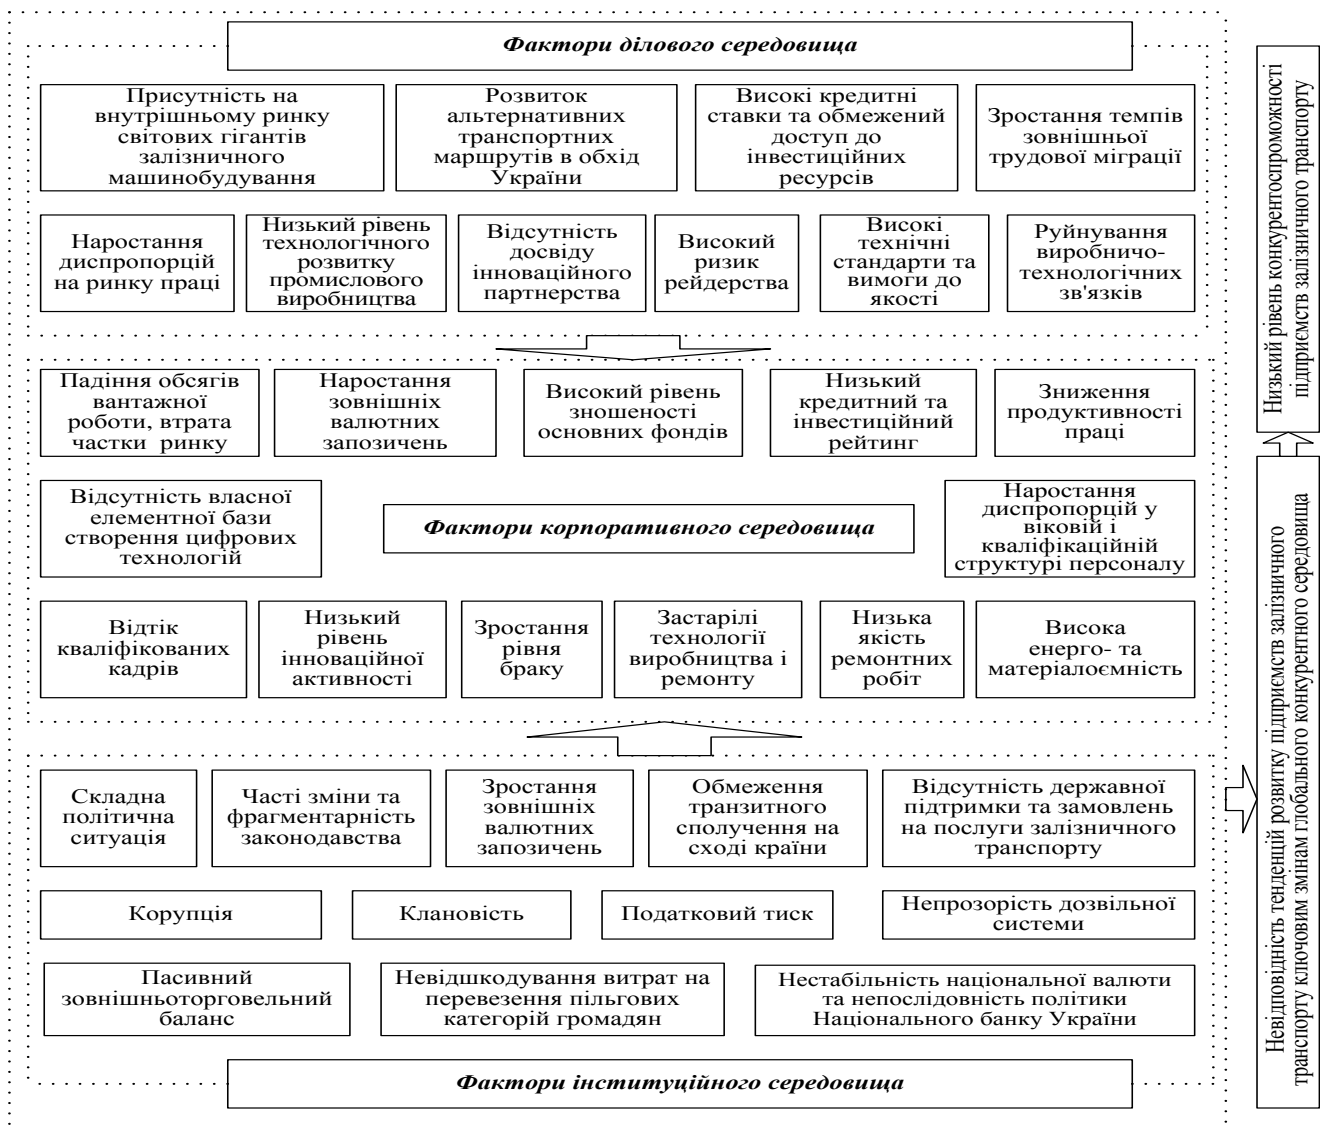 Фактори ділового середовища
Присутність на
внутрішньому ринку
світових гігантів
залізничного
машинобудування
Розвиток
альтернативних
транспортних
маршрутів в обхід
України
Високі кредитні
ставки та обмежений
доступ до
інвестиційних
ресурсів
Зростання темпів
зовнішньої
трудової міграції
Наростання
диспропорцій
на ринку праці
Низький рівень
технологічного
розвитку
промислового
виробництва
Відсутність
досвіду
інноваційного
партнерства
Високий
ризик
рейдерства
Високі
технічні
стандарти та
вимоги до
якості
Руйнування
виробничо-
технологічних
зв'язків
Падіння обсягів
вантажної
роботи, втрата
частки ринку
Наростання
зовнішніх
валютних
запозичень
Високий рівень
зношеності
основних фондів
Низький
кредитний та
інвестиційний
рейтинг
Зниження
продуктивності
праці
Відсутність власної
елементної бази
створення цифрових
технологій
Фактори корпоративного середовища
Наростання
диспропорцій у
віковій і
кваліфікаційній
структурі персоналу
Відтік
кваліфікованих
кадрів
Низький
рівень
інноваційної
активності
Зростання
рівня
браку
Застарілі
технології
виробництва і
ремонту
Низька
якість
ремонтних
робіт
Висока
енерго- та
матеріалоємність
Складна
політична
ситуація
Часті зміни та
фрагментарність
законодавства
Зростання
зовнішніх
валютних
запозичень
Обмеження
транзитного
сполучення на
сході країни
Відсутність державної
підтримки та замовлень
на послуги залізничного
транспорту
Корупція
Клановість
Податковий тиск
Непрозорість дозвільної
системи
Пасивний
зовнішньоторговельний
баланс
Невідшкодування витрат на
перевезення пільгових
категорій громадян
Нестабільність національної валюти
та непослідовність політики
Національного банку України
Фактори інституційного середовища
Низький рівень конкурентоспроможності
підприємств залізничного транспорту
Невідповідність тенденцій розвитку підприємств залізничного
транспорту ключовим змінам глобального конкурентного середовища